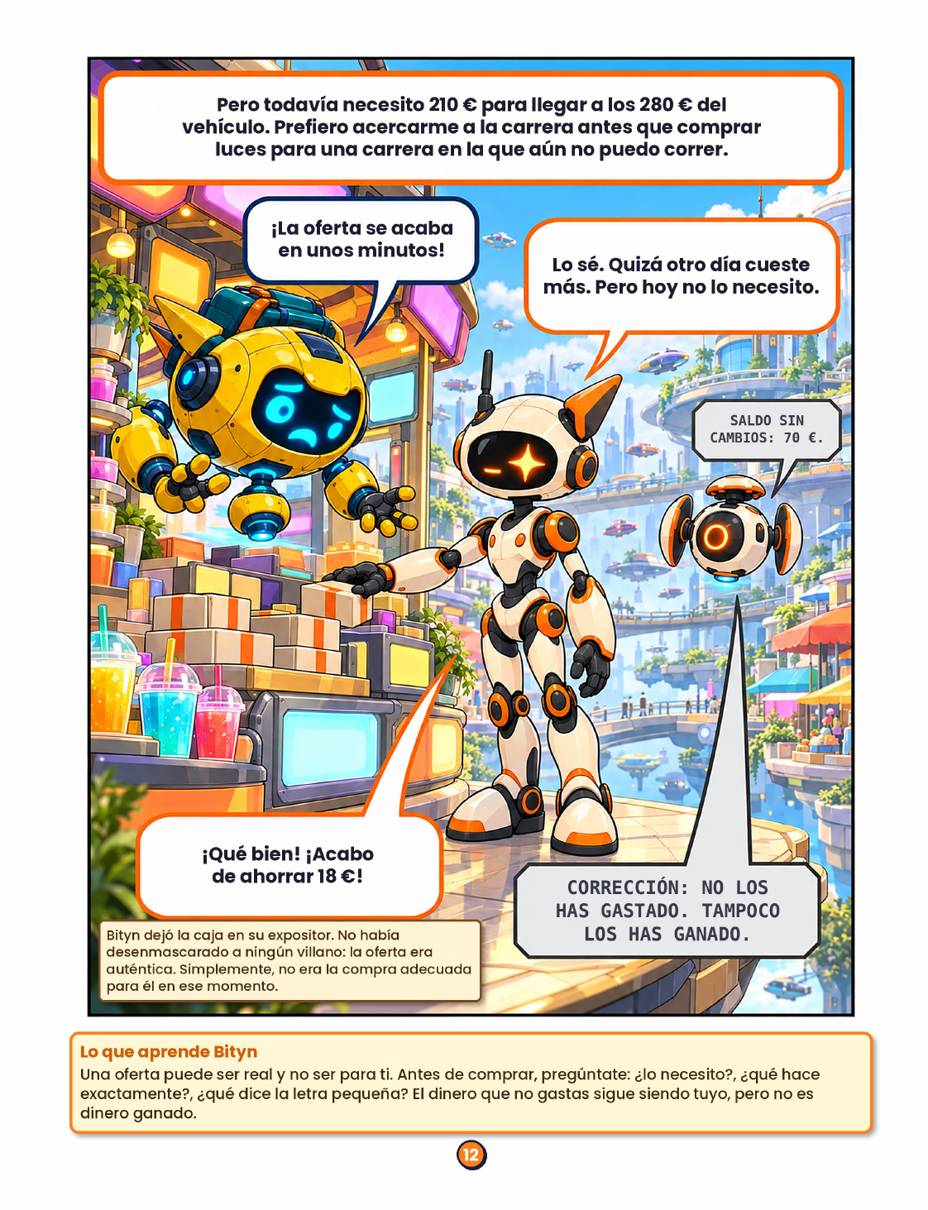 Pero todavía necesito 210 € para llegar a los 280 € del
vehículo. Prefiero acercarme a la carrera antes que comprar
luces para una carrera en la que aún no puedo correr.
¡La oferta se acaba
en unos minutos!
Lo sé. Quizá otro día cueste
más. Pero hoy no lo necesito.
SALDO SIN
CAMBIOS: 70 €.
¡Qué bien! ¡Acabo
de ahorrar 18 €!
CORRECCIÓN: NO LOS
HAS GASTADO. TAMPOCO
LOS HAS GANADO.
Bityn dejó la caja en su expositor. No había
desenmascarado a ningún villano: la oferta era
auténtica. Simplemente, no era la compra adecuada
para él en ese momento.
Lo que aprende Bityn
Una oferta puede ser real y no ser para ti. Antes de comprar, pregúntate: ¿lo necesito?, ¿qué hace
exactamente?, ¿qué dice la letra pequeña? El dinero que no gastas sigue siendo tuyo, pero no es
dinero ganado.
12